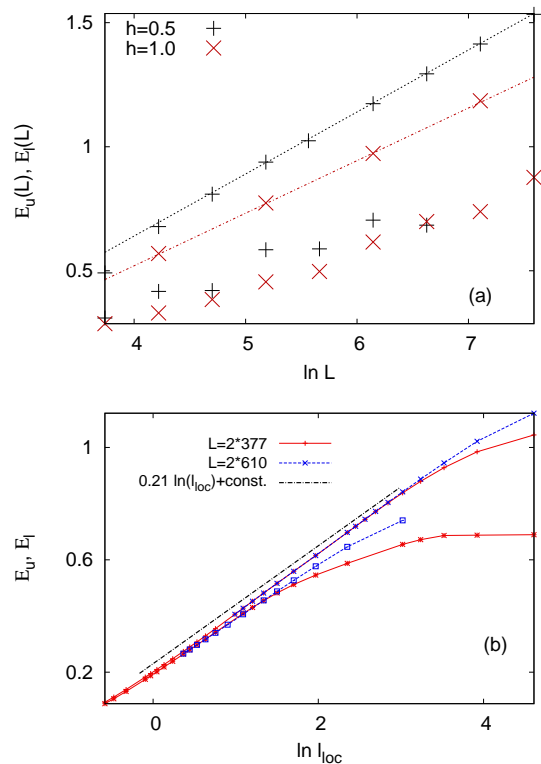 1.5
h=0.5
h=1.0
1
E_u(L), E_l(L)
0.5
(a)
4 5 6 7
ln L
1
L=2*377
L=2*610
0.21 ln(l_loc)+const.
E_u, E_l
0.6
0.2
(b)
0 2 4
ln l_loc